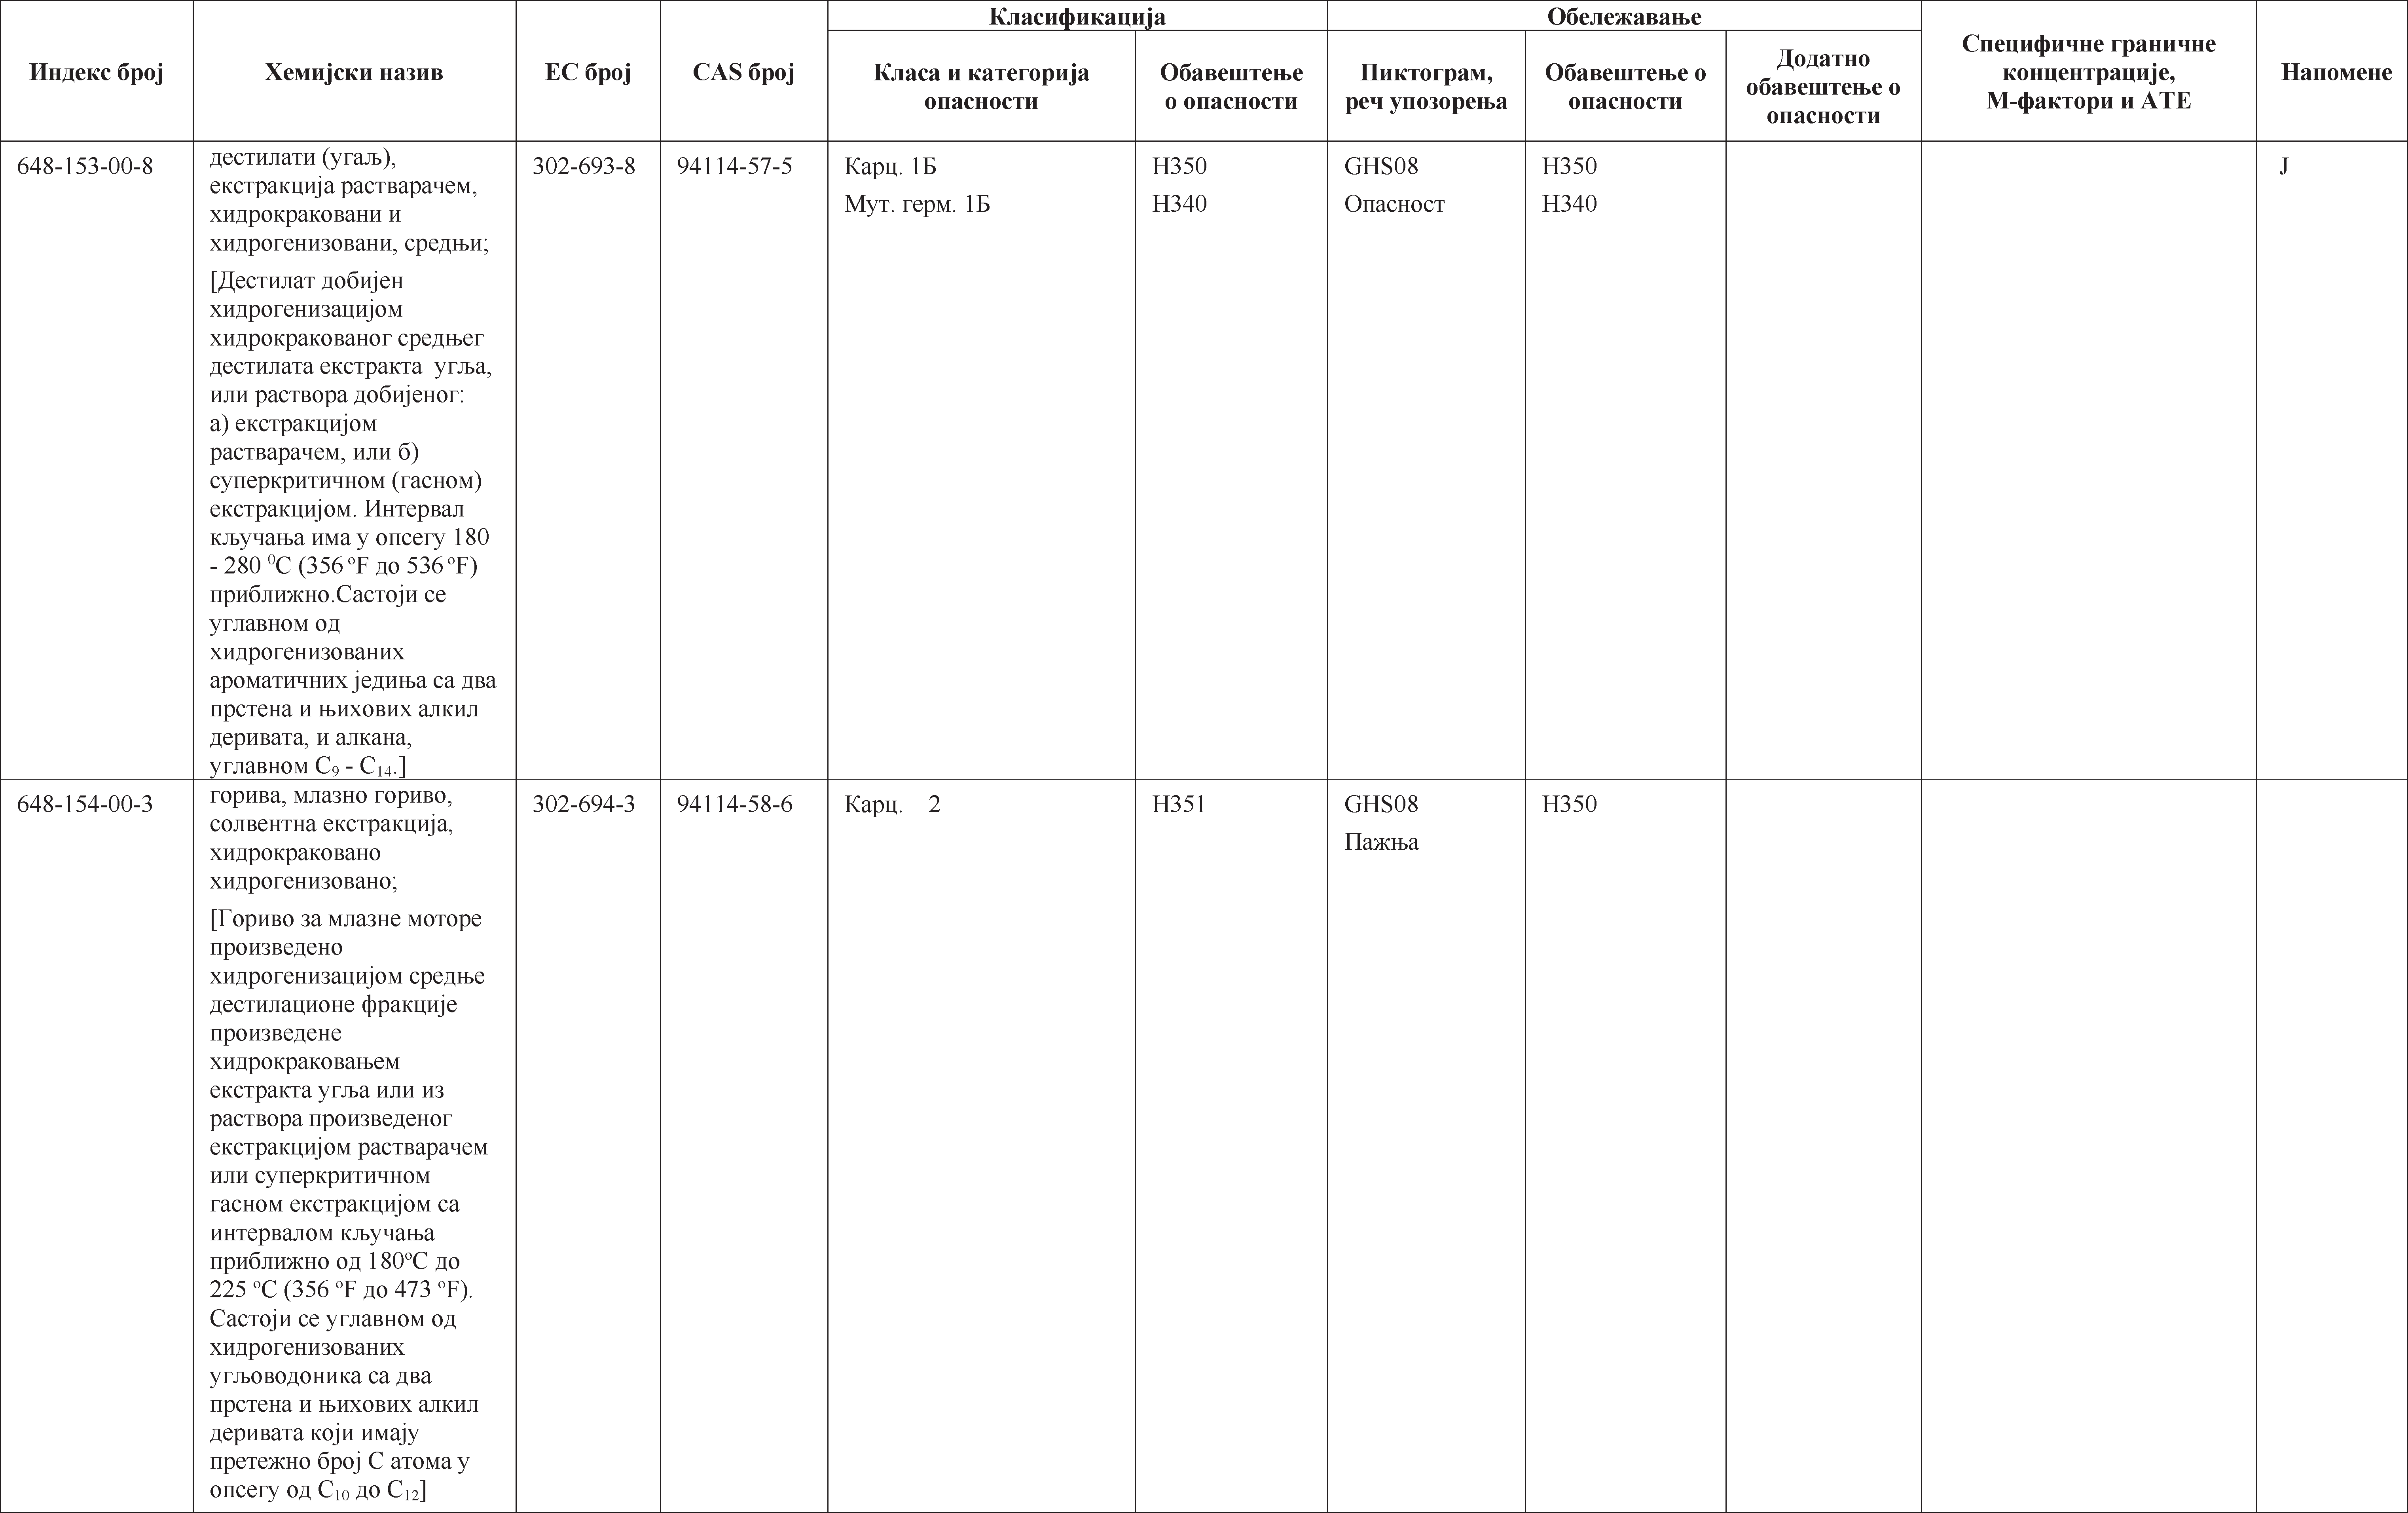 Индекс број
Хемијски назив
ЕС број
CAS број
Класификација
Обележавање
Класа и категорија
опасности
Обавештење
о опасности
Пиктограм,
реч упозорења
Обавештење о
опасности
Додатно
обавештење о
опасности
Специфичне граничне
концентрације,
М-фактори и АТЕ
Напомене
648-153-00-8
дестилати (угаљ),
екстракција растварачем,
хидрокраковани и
хидрогенизовани, средњи;
[Дестилат добијен
хидрогенизацијом
хидрокракованог средњег
дестилата екстракта  угља,
или раствора добијеног:
а) екстракцијом
растварачем, или б)
суперкритичном (гасном)
екстракцијом. Интервал
кључања има у опсегу 180
- 280 ⁰C (356 ºF до 536 ºF)
приближно.Састоји се
углавном од
хидрогенизованих
ароматичних једиња са два
прстена и њихових алкил
деривата, и алкана,
углавном C₉ - C₁₄.]
302-693-8
94114-57-5
Карц. 1Б
Мут. герм. 1Б
H350
H340
GHS08
Опасност
H350
H340
Ј
648-154-00-3
горива, млазно гориво,
солвентна екстракција,
хидрокраковано
хидрогенизовано;
[Гориво за млазне моторе
произведено
хидрогенизацијом средње
дестилационе фракције
произведене
хидрокраковањем
екстракта угља или из
раствора произведеног
екстракцијом растварачем
или суперкритичном
гасном екстракцијом са
интервалом кључања
приближно од 180ºC до
225 ºC (356 ºF до 473 ºF).
Састоји се углавном од
хидрогенизованих
угљоводоника са два
прстена и њихових алкил
деривата који имају
претежно број C атома у
опсегу од C₁₀ до C₁₂]
302-694-3
94114-58-6
Карц.    2
H351
GHS08
Пажња
H350